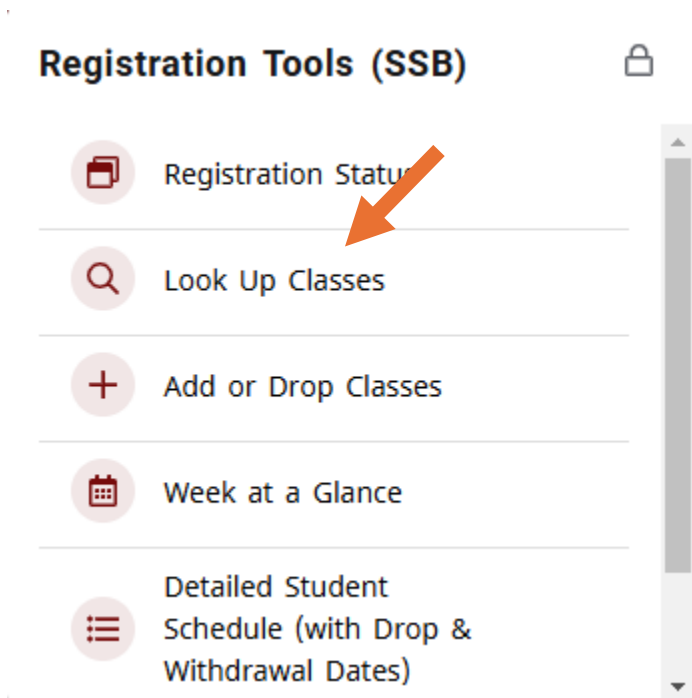 Registration Tools (SSB)
Registration Status
Look Up Classes
Add or Drop Classes
Week at a Glance
Detailed Student
Schedule (with Drop &
Withdrawal Dates)